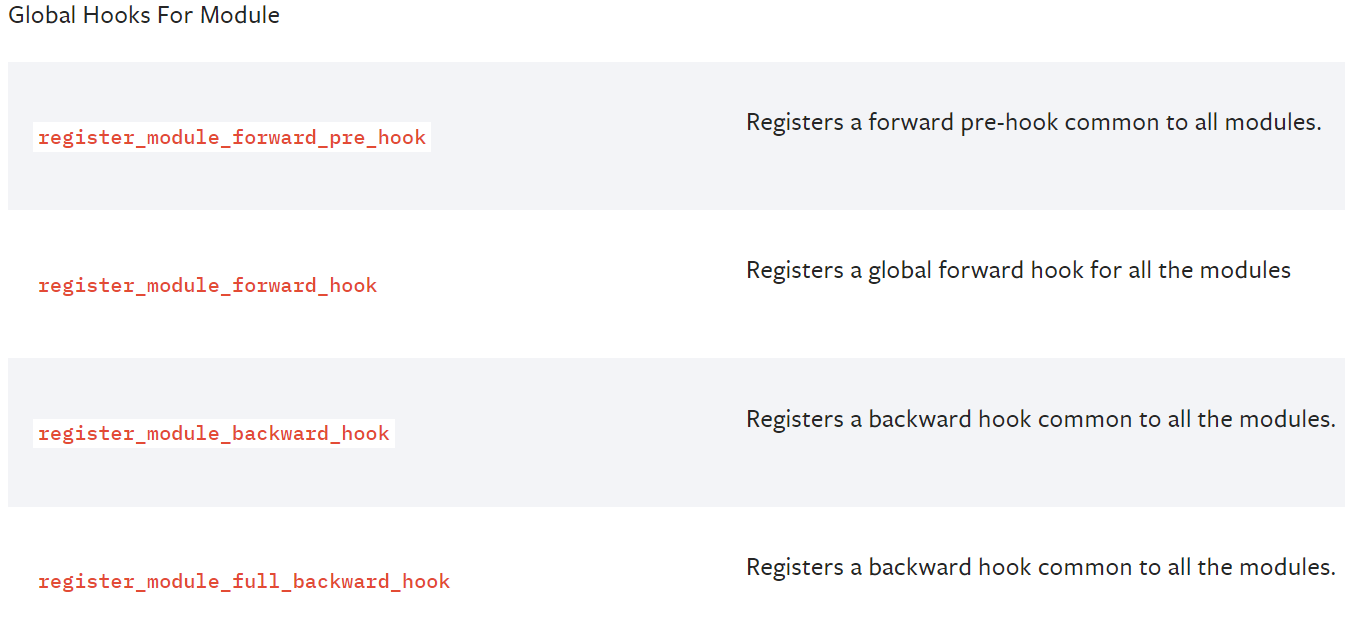 Global Hooks For Module
register_module_forward_pre_hook
Registers a forward pre-hook common to all modules.
register_module_forward_hook
Registers a global forward hook for all the modules
register_module_backward_hook
Registers a backward hook common to all the modules.
register_module_full_backward_hook
Registers a backward hook common to all the modules.